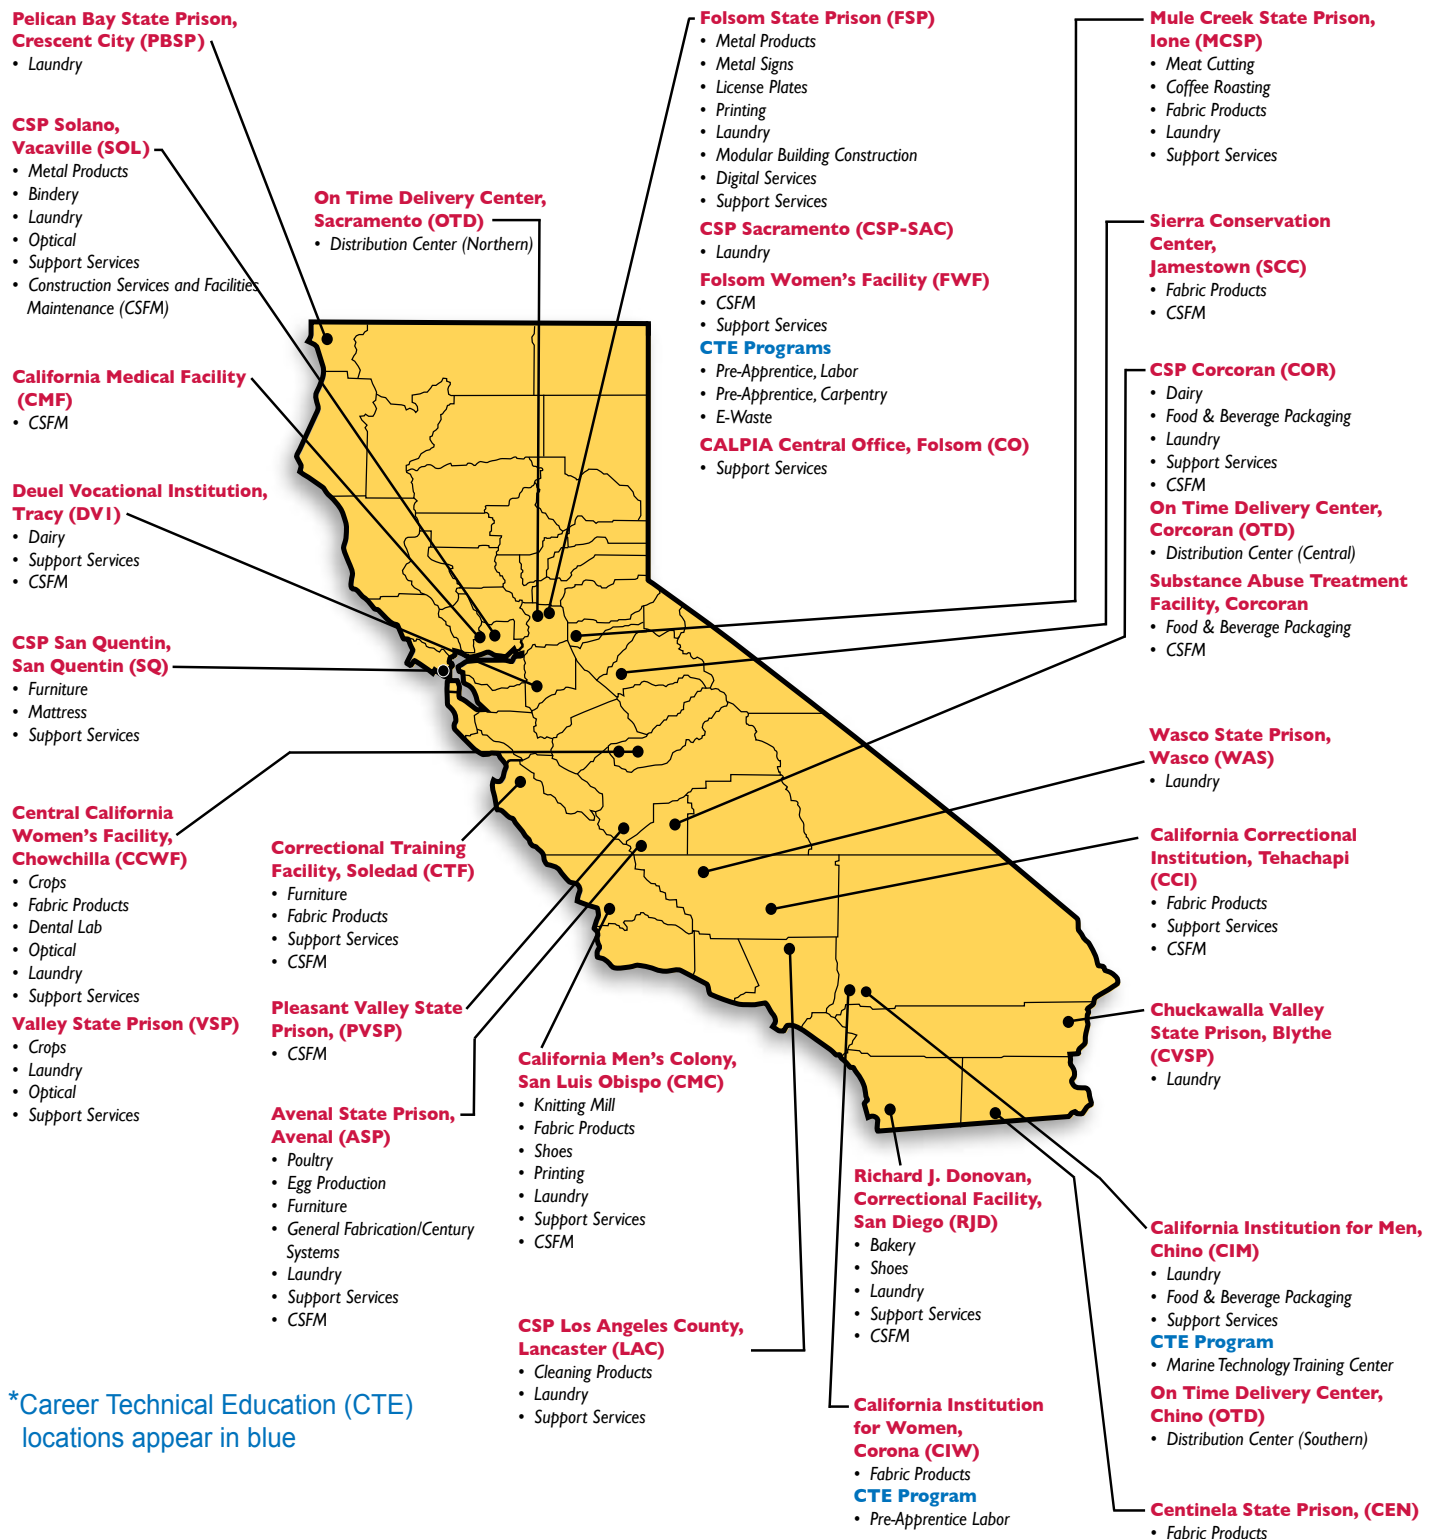 Pelican Bay State Prison,
Crescent City (PBSP)
• Laundry
CSP Solano,
Vacaville (SOL)
• Metal Products
• Bindery
• Laundry
• Optical
• Support Services
• Construction Services and Facilities
Maintenance (CSFM)
California Medical Facility
(CMF)
• CSFM
Deuel Vocational Institution,
Tracy (DVI)
• Dairy
• Support Services
• CSFM
CSP San Quentin,
San Quentin (SQ)
• Furniture
• Mattress
• Support Services
Central California
Women's Facility,
Chowchilla (CCWF)
• Crops
• Fabric Products
• Dental Lab
• Optical
• Laundry
• Support Services
Valley State Prison (VSP)
• Crops
• Laundry
• Optical
• Support Services
On Time Delivery Center,
Sacramento (OTD)
• Distribution Center (Northern)
Correctional Training
Facility, Soledad (CTF)
• Furniture
• Fabric Products
• Support Services
• CSFM
Pleasant Valley State
Prison, (PVSP)
• CSFM
Avenal State Prison,
Avenal (ASP)
• Poultry
• Egg Production
• Furniture
• General Fabrication/Century
Systems
• Laundry
• Support Services
• CSFM
Folsom State Prison (FSP)
• Metal Products
• Metal Signs
• License Plates
• Printing
• Laundry
• Modular Building Construction
• Digital Services
• Support Services
CSP Sacramento (CSP-SAC)
• Laundry
Folsom Women's Facility (FWF)
• CSFM
• Support Services
CTE Programs
• Pre-Apprentice, Labor
• Pre-Apprentice, Carpentry
• E-Waste
CALPIA Central Office, Folsom (CO)
• Support Services
California Men's Colony,
San Luis Obispo (CMC)
• Knitting Mill
• Fabric Products
• Shoes
• Printing
• Laundry
• Support Services
• CSFM
CSP Los Angeles County,
Lancaster (LAC)
• Cleaning Products
• Laundry
• Support Services
Richard J. Donovan,
Correctional Facility,
San Diego (RJD)
• Bakery
• Shoes
• Laundry
• Support Services
• CSFM
California Institution
for Women,
Corona (CIW)
• Fabric Products
CTE Program
• Pre-Apprentice Labor
Mule Creek State Prison,
Ione (MCSP)
• Meat Cutting
• Coffee Roasting
• Fabric Products
• Laundry
• Support Services
Sierra Conservation
Center,
Jamestown (SCC)
• Fabric Products
• CSFM
CSP Corcoran (COR)
• Dairy
• Food & Beverage Packaging
• Laundry
• Support Services
• CSFM
On Time Delivery Center,
Corcoran (OTD)
• Distribution Center (Central)
Substance Abuse Treatment
Facility, Corcoran
• Food & Beverage Packaging
• CSFM
Wasco State Prison,
Wasco (WAS)
• Laundry
California Correctional
Institution, Tehachapi
(CCI)
• Fabric Products
• Support Services
• CSFM
Chuckawalla Valley
State Prison, Blythe
(CVSP)
• Laundry
California Institution for Men,
Chino (CIM)
• Laundry
• Food & Beverage Packaging
• Support Services
CTE Program
• Marine Technology Training Center
On Time Delivery Center,
Chino (OTD)
• Distribution Center (Southern)
Centinela State Prison, (CEN)
• Fabric Products
*Career Technical Education (CTE)
locations appear in blue